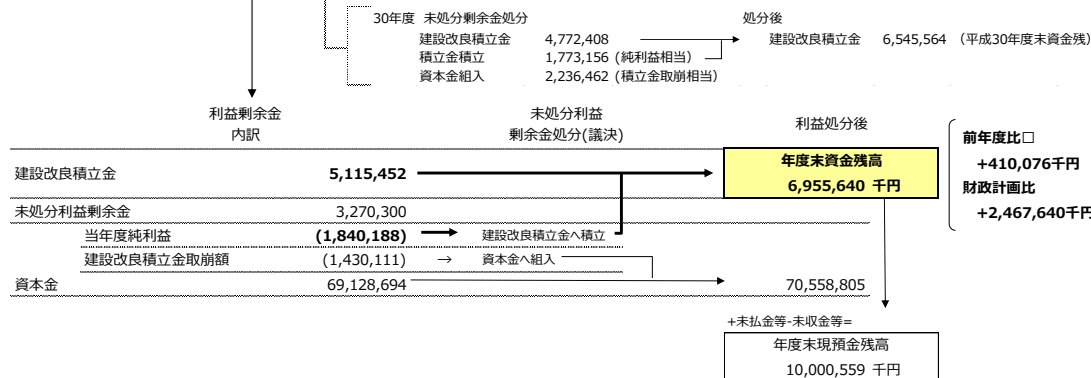 30年度 未処分剰余金処分 処分後
建設改良積立金 4,772,408 建設改良積立金 6,545,564 (平成30年度末資金残)
積立金積立 1,773,156 (純利益相当)
資本金組入 2,236,462 (積立金取崩相当)
利益剰余金 未処分利益 利益処分後
内訳 剰余金処分(議決)
前年度比□
建設改良積立金 5,115,452 年度末資金残高 +410,076千円
6,955,640 千円 財政計画比
未処分利益剰余金 3,270,300 +2,467,640千円
当年度純利益 (1,840,188) 建設改良積立金へ積立
建設改良積立金取崩額 (1,430,111) → 資本金へ組入
資本金 69,128,694 70,558,805
+未払金等-未収金等=
年度末現預金残高
10,000,559 千円